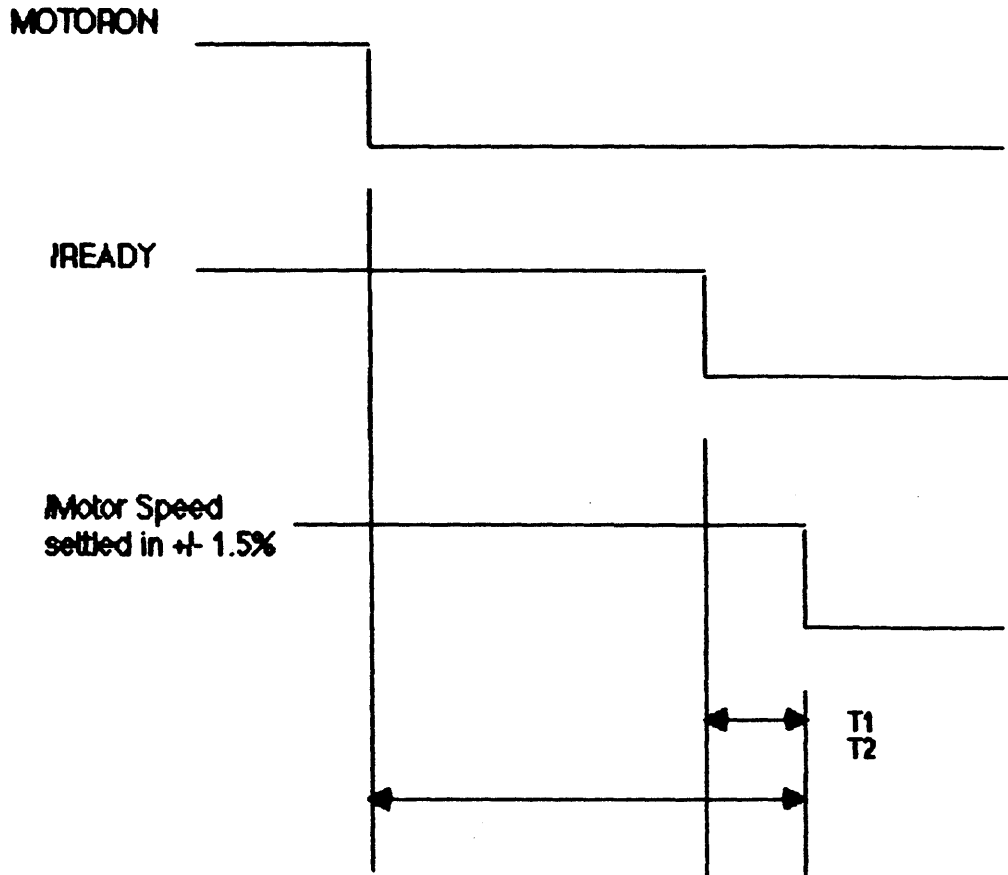 MOTORON
/READY
/Motor Speed
settled in +/- 1.5%
T1
T2